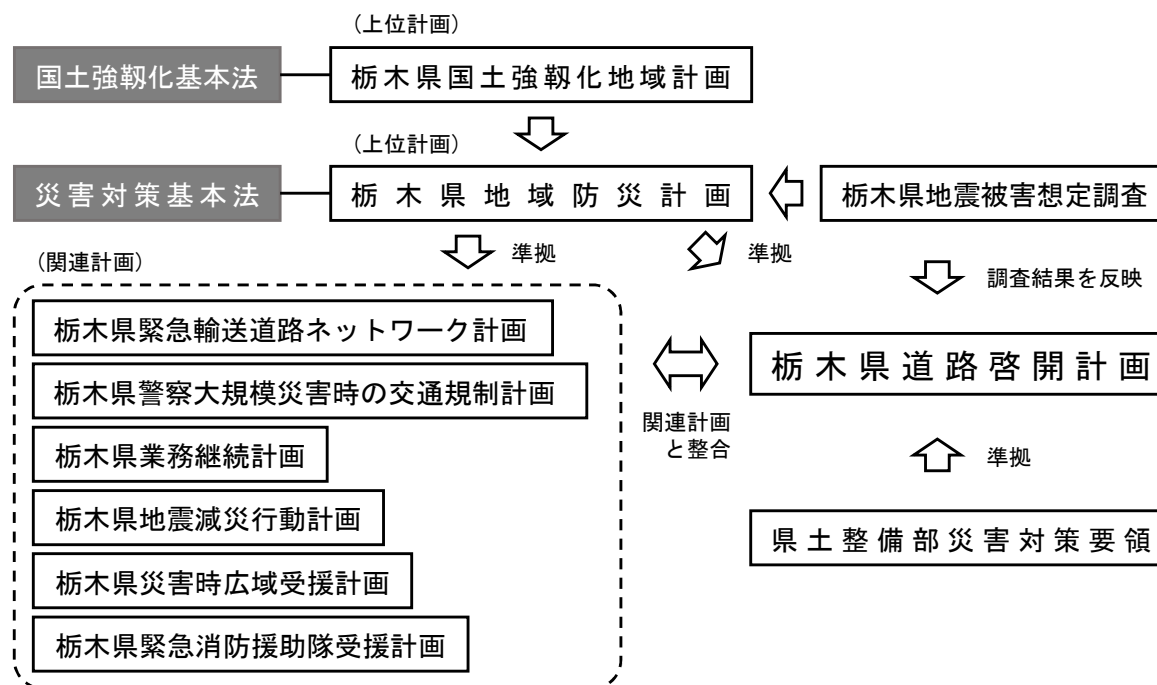 （上位計画）
国土強靱化基本法
栃木県国土強靱化地域計画
（上位計画）
災害対策基本法
栃木県地域防災計画
栃木県地震被害想定調査
準拠
準拠
調査結果を反映
（関連計画）
栃木県緊急輸送道路ネットワーク計画
栃木県警察大規模災害時の交通規制計画
栃木県業務継続計画
栃木県地震減災行動計画
栃木県災害時広域受援計画
栃木県緊急消防援助隊受援計画
関連計画
と整合
栃木県道路啓開計画
準拠
県土整備部災害対策要領